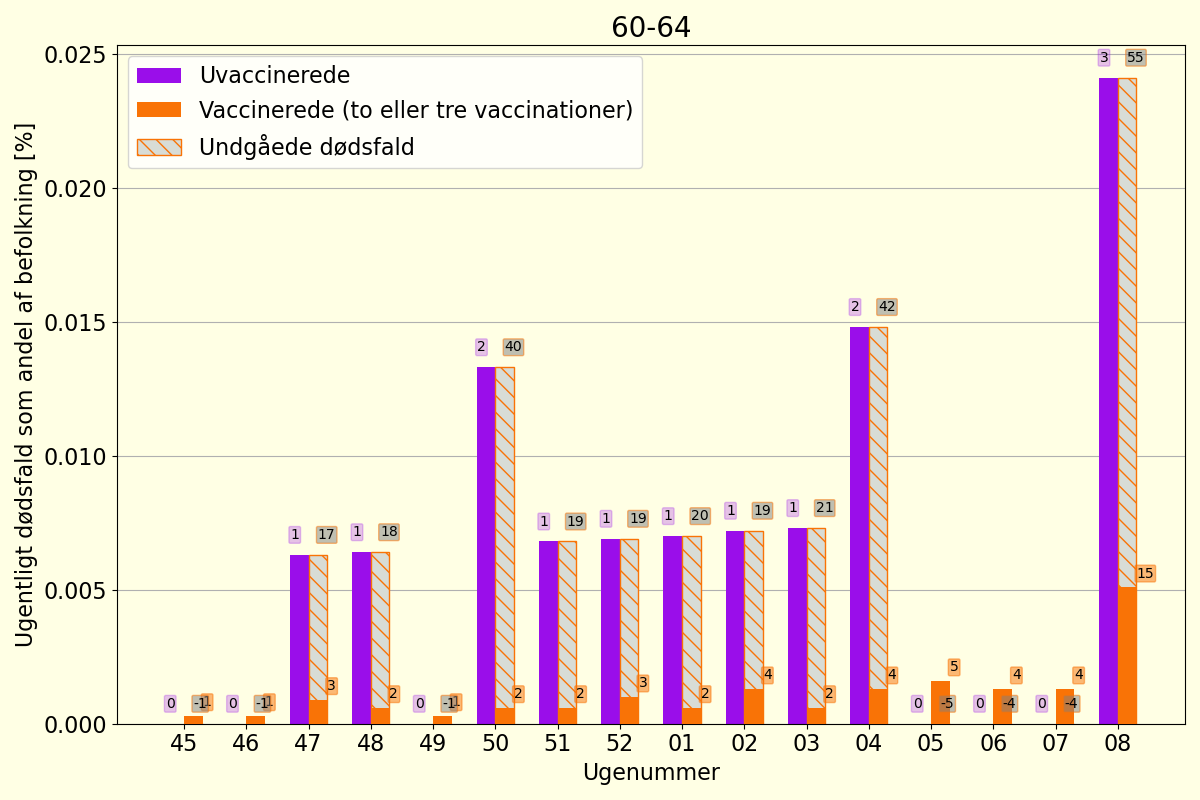 60-64
Ugentligt dødsfald som andel af befolkning [%]
0.025
0.020
0.015
0.010
0.005
0.000
Uvaccinerede
Vaccinerede (to eller tre vaccinationer)
Undgåede dødsfald
0 -1 1
0 -1 1
1 17 3
1 18 2
0 -1 1
2 40 2
1 19 2
1 19 3
1 20 2
1 19 4
1 21 2
2 42 4
0 5 -5
0 4 -4
0 4 -4
3 55 15
45 46 47 48 49 50 51 52 01 02 03 04 05 06 07 08
Ugenummer